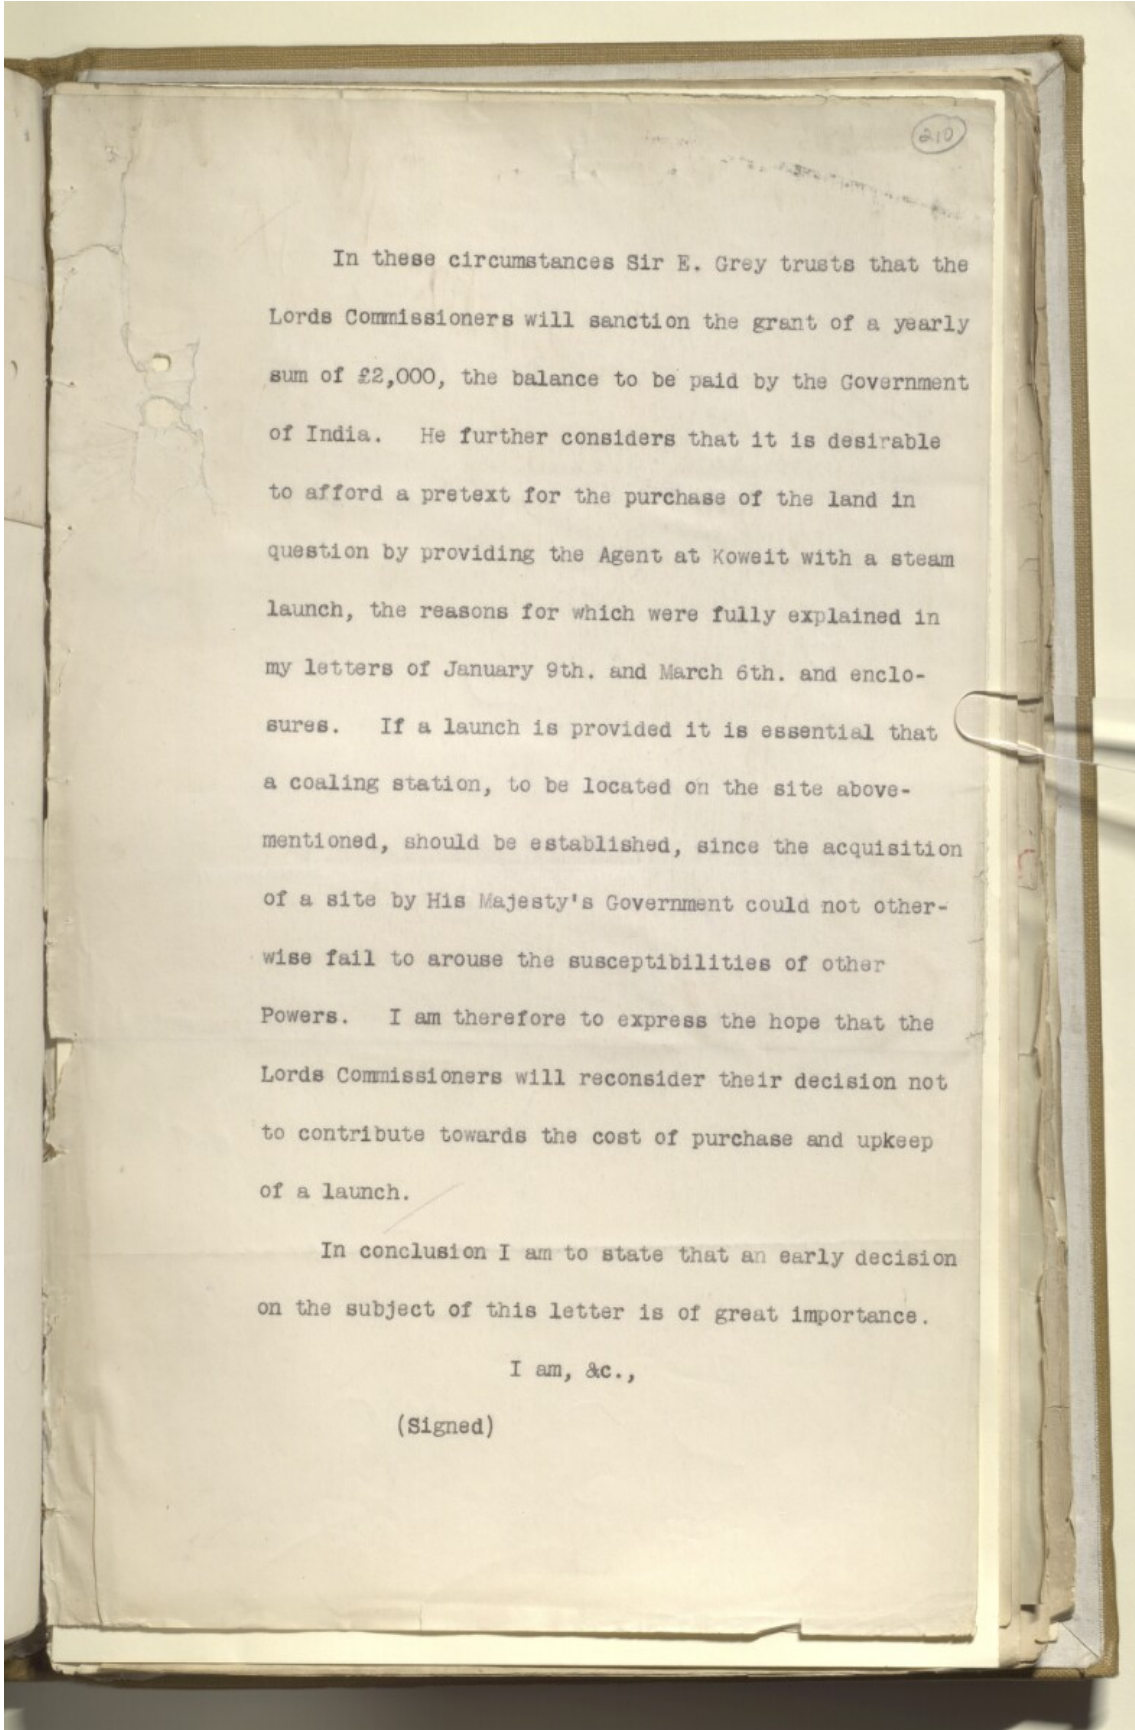 210
In these circumstances Sir E. Grey trusts that the
Lords Commissioners will sanction the grant of a yearly
sum of £2,000, the balance to be paid by the Government
of India. He further considers that it is desirable
to afford a pretext for the purchase of the land in
question by providing the Agent at Koweit with a steam
launch, the reasons for which were fully explained in
my letters of January 9th. and March 6th. and enclo-
sures. If a launch is provided it is essential that
a coaling station, to be located on the site above-
mentioned, should be established, since the acquisition
of a site by His Majesty's Government could not other-
wise fail to arouse the susceptibilities of other
Powers. I am therefore to express the hope that the
Lords Commissioners will reconsider their decision not
to contribute towards the cost of purchase and upkeep
of a launch.
In conclusion I am to state that an early decision
on the subject of this letter is of great importance.
I am, &c.,
(Signed)